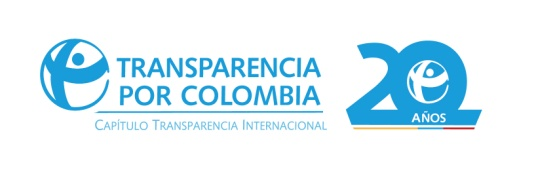 TRANSPARENCIA
POR COLOMBIA
CAPÍTULO TRANSPARENCIA INTERNACIONAL
20
AÑOS